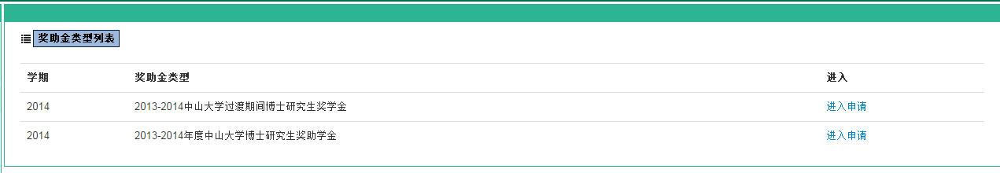 奖助金类型列表
学期 奖助金类型 进入
2014 2013-2014中山大学过渡期间博士研究生奖学金 进入申请
2014 2013-2014年度中山大学博士研究生奖助学金 进入申请